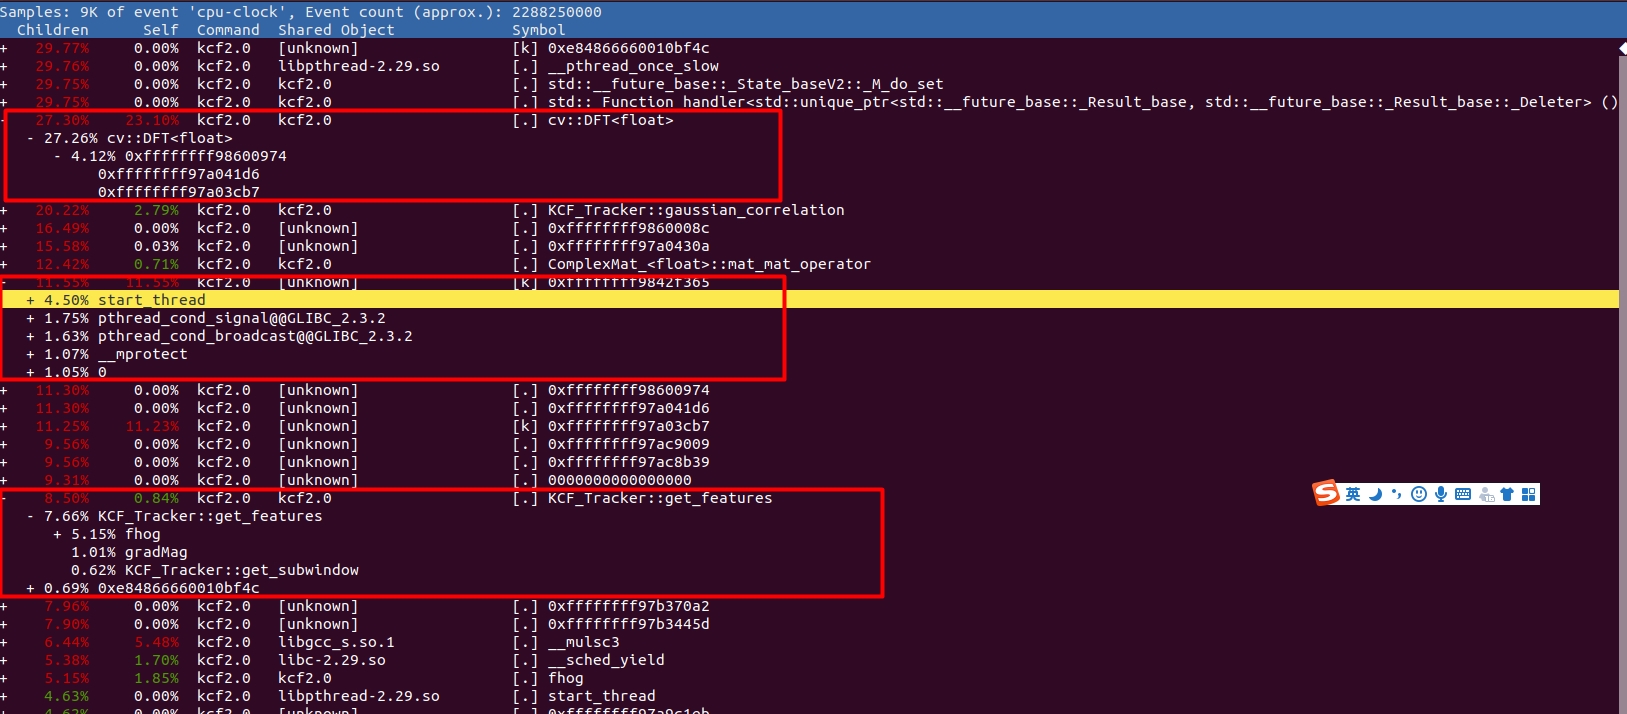 Samples: 9K of event 'cpu-clock', Event count (approx.): 2288250000
Children Self Command Shared Object Symbol
+ 29.77% 0.00% kcf2.0 [unknown] [k] 0xe84866660010bf4c
+ 29.76% 0.00% kcf2.0 libpthread-2.29.so [.] __pthread_once_slow
+ 29.75% 0.00% kcf2.0 kcf2.0 [.] std::__future_base::_State_baseV2::_M_do_set
+ 29.75% 0.00% kcf2.0 kcf2.0 [.] std::_Function_handler<std::unique_ptr<std::__future_base::_Result_base, std::__future_base::_Result_base::_Deleter> ()
- 27.30% 23.10% kcf2.0 kcf2.0 [.] cv::DFT<float>
- 27.26% cv::DFT<float>
- 4.12% 0xffffffff98600974
0xffffffff97a041d6
0xffffffff97a03cb7
+ 20.22% 2.79% kcf2.0 kcf2.0 [.] KCF_Tracker::gaussian_correlation
+ 16.49% 0.00% kcf2.0 [unknown] [.] 0xffffffff9860008c
+ 15.58% 0.03% kcf2.0 [unknown] [.] 0xffffffff97a0430a
+ 12.42% 0.71% kcf2.0 kcf2.0 [.] ComplexMat_<float>::mat_mat_operator
- 11.55% 11.55% kcf2.0 [unknown] [k] 0xffffffff9842f365
+ 4.50% start_thread
+ 1.75% pthread_cond_signal@@GLIBC_2.3.2
+ 1.63% pthread_cond_broadcast@@GLIBC_2.3.2
+ 1.07% __mprotect
+ 1.05% 0
+ 11.30% 0.00% kcf2.0 [unknown] [.] 0xffffffff98600974
+ 11.30% 0.00% kcf2.0 [unknown] [.] 0xffffffff97a041d6
+ 11.25% 11.23% kcf2.0 [unknown] [k] 0xffffffff97a03cb7
+ 9.56% 0.00% kcf2.0 [unknown] [.] 0xffffffff97ac9009
+ 9.56% 0.00% kcf2.0 [unknown] [.] 0xffffffff97ac8b39
+ 9.31% 0.00% kcf2.0 [unknown] [.] 0000000000000000
- 8.50% 0.84% kcf2.0 kcf2.0 [.] KCF_Tracker::get_features
- 7.66% KCF_Tracker::get_features
+ 5.15% fhog
1.01% gradMag
0.62% KCF_Tracker::get_subwindow
+ 0.69% 0xe84866660010bf4c
+ 7.96% 0.00% kcf2.0 [unknown] [.] 0xffffffff97b370a2
+ 7.90% 0.00% kcf2.0 [unknown] [.] 0xffffffff97b3445d
+ 6.44% 5.48% kcf2.0 libgcc_s.so.1 [.] __mulsc3
+ 5.38% 1.70% kcf2.0 libc-2.29.so [.] __sched_yield
+ 5.15% 1.85% kcf2.0 kcf2.0 [.] fhog
+ 4.63% 0.00% kcf2.0 libpthread-2.29.so [.] start_thread
+ 4.62% 0.00% kcf2.0 [unknown] [.] 0xffffffff97a9c1eb
S 英